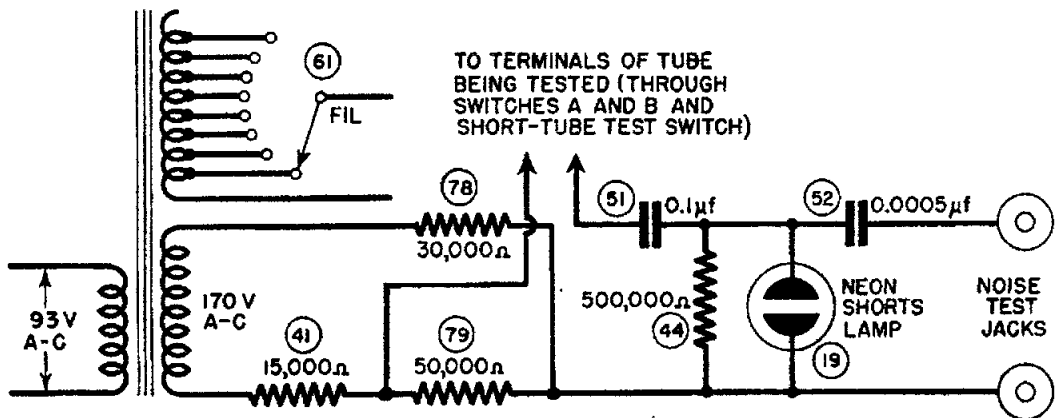 61
FIL
TO TERMINALS OF TUBE
BEING TESTED (THROUGH
SWITCHES A AND B AND
SHORT-TUBE TEST SWITCH)
78
30,000Ω
51
0.1µf
52
0.0005µf
93 V
A-C
170 V
A-C
41
15,000Ω
79
50,000Ω
500,000Ω
44
NEON
SHORTS
LAMP
19
NOISE
TEST
JACKS